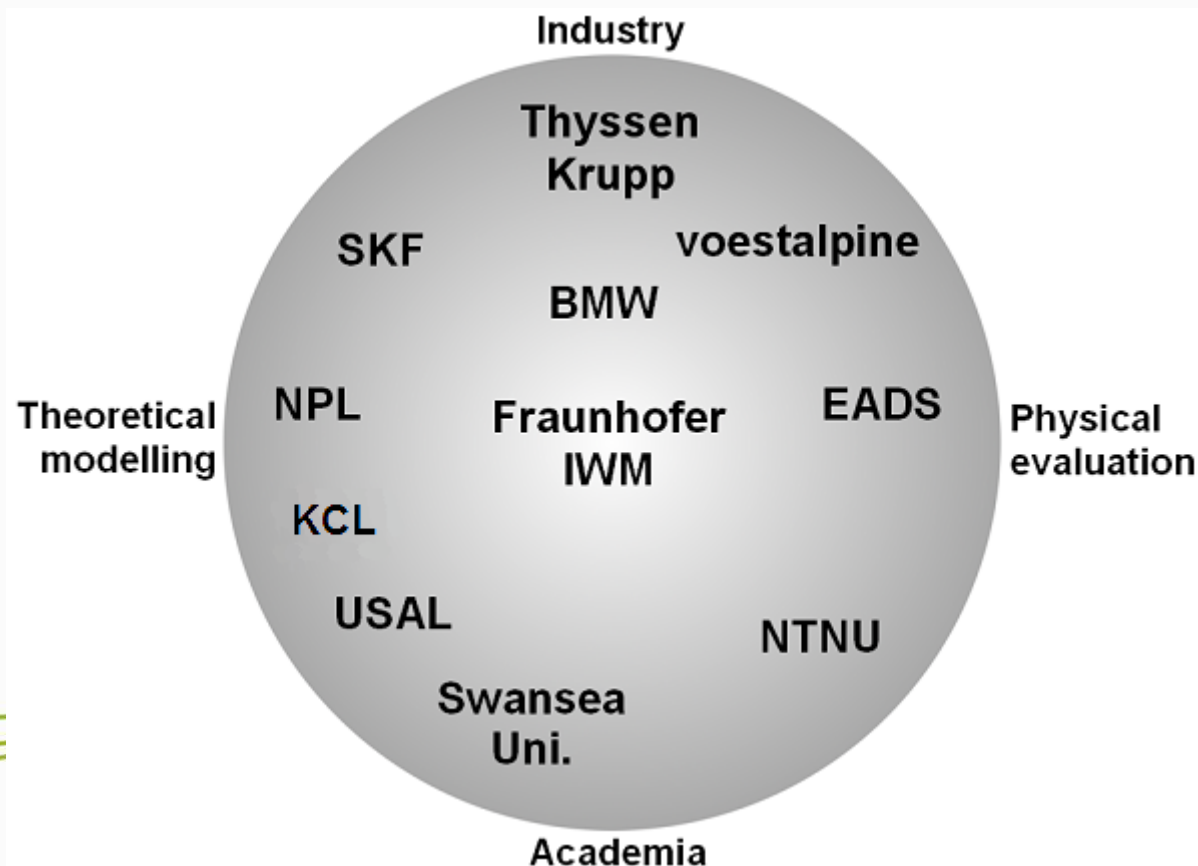 Industry
Thyssen
Krupp
SKF
voestalpine
BMW
NPL
Fraunhofer
IWM
EADS
Theoretical
modelling
Physical
evaluation
KCL
USAL
NTNU
Swansea
Uni.
Academia